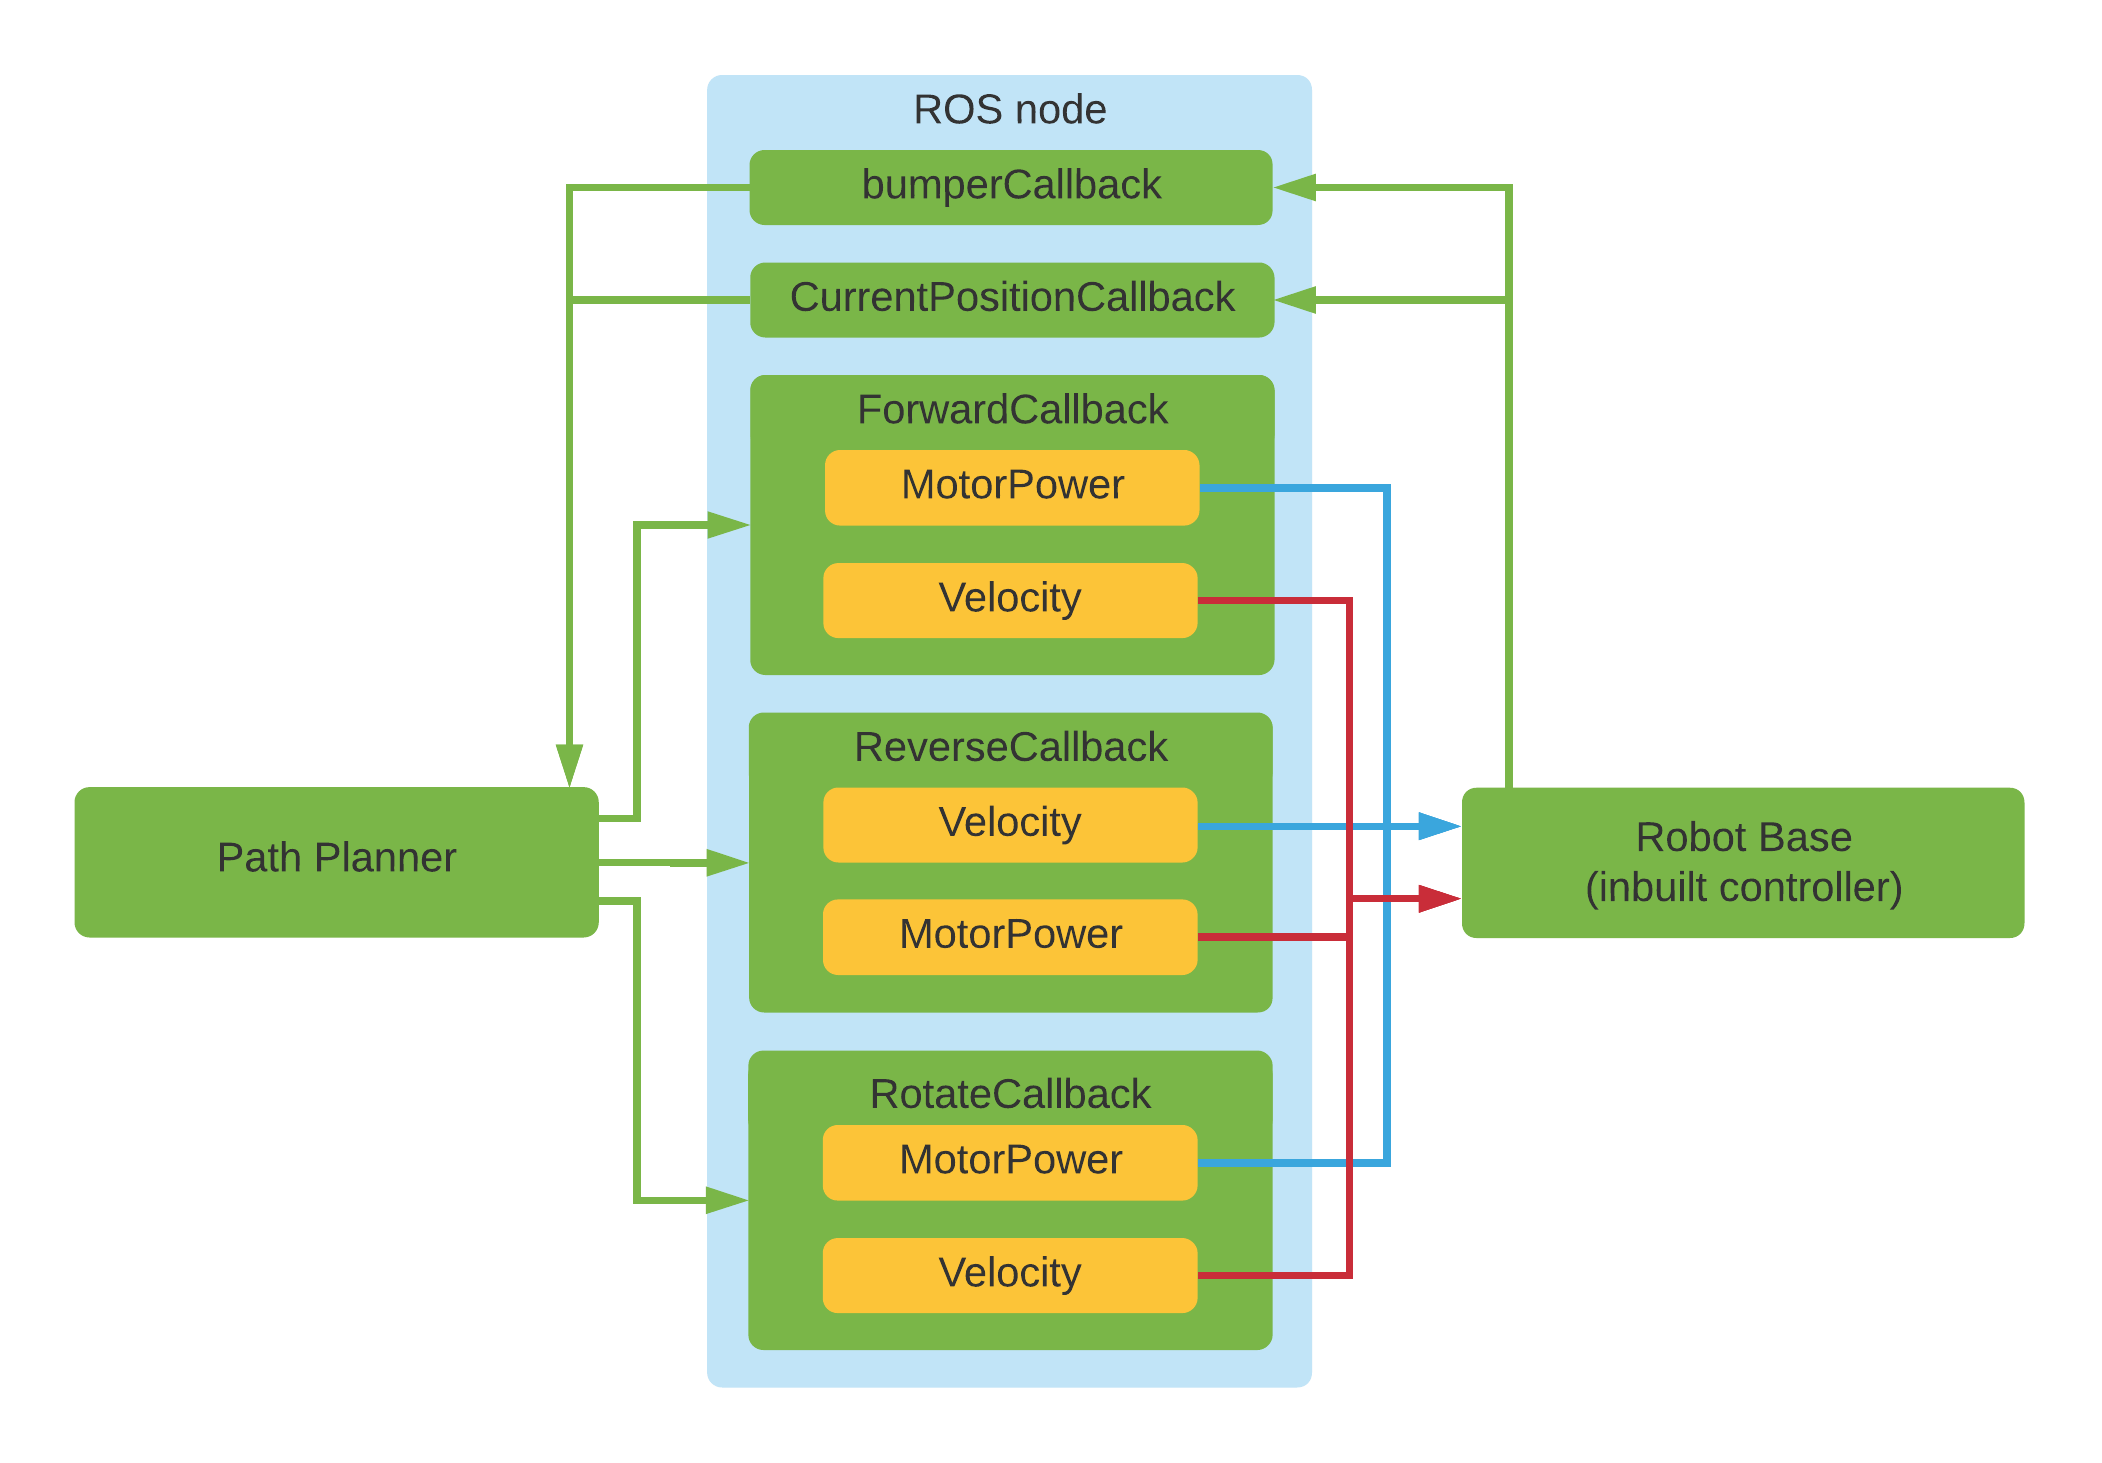 ROS node
bumperCallback
CurrentPositionCallback
ForwardCallback
MotorPower
Velocity
ReverseCallback
Velocity
MotorPower
RotateCallback
MotorPower
Velocity
Path Planner
Robot Base
(inbuilt controller)